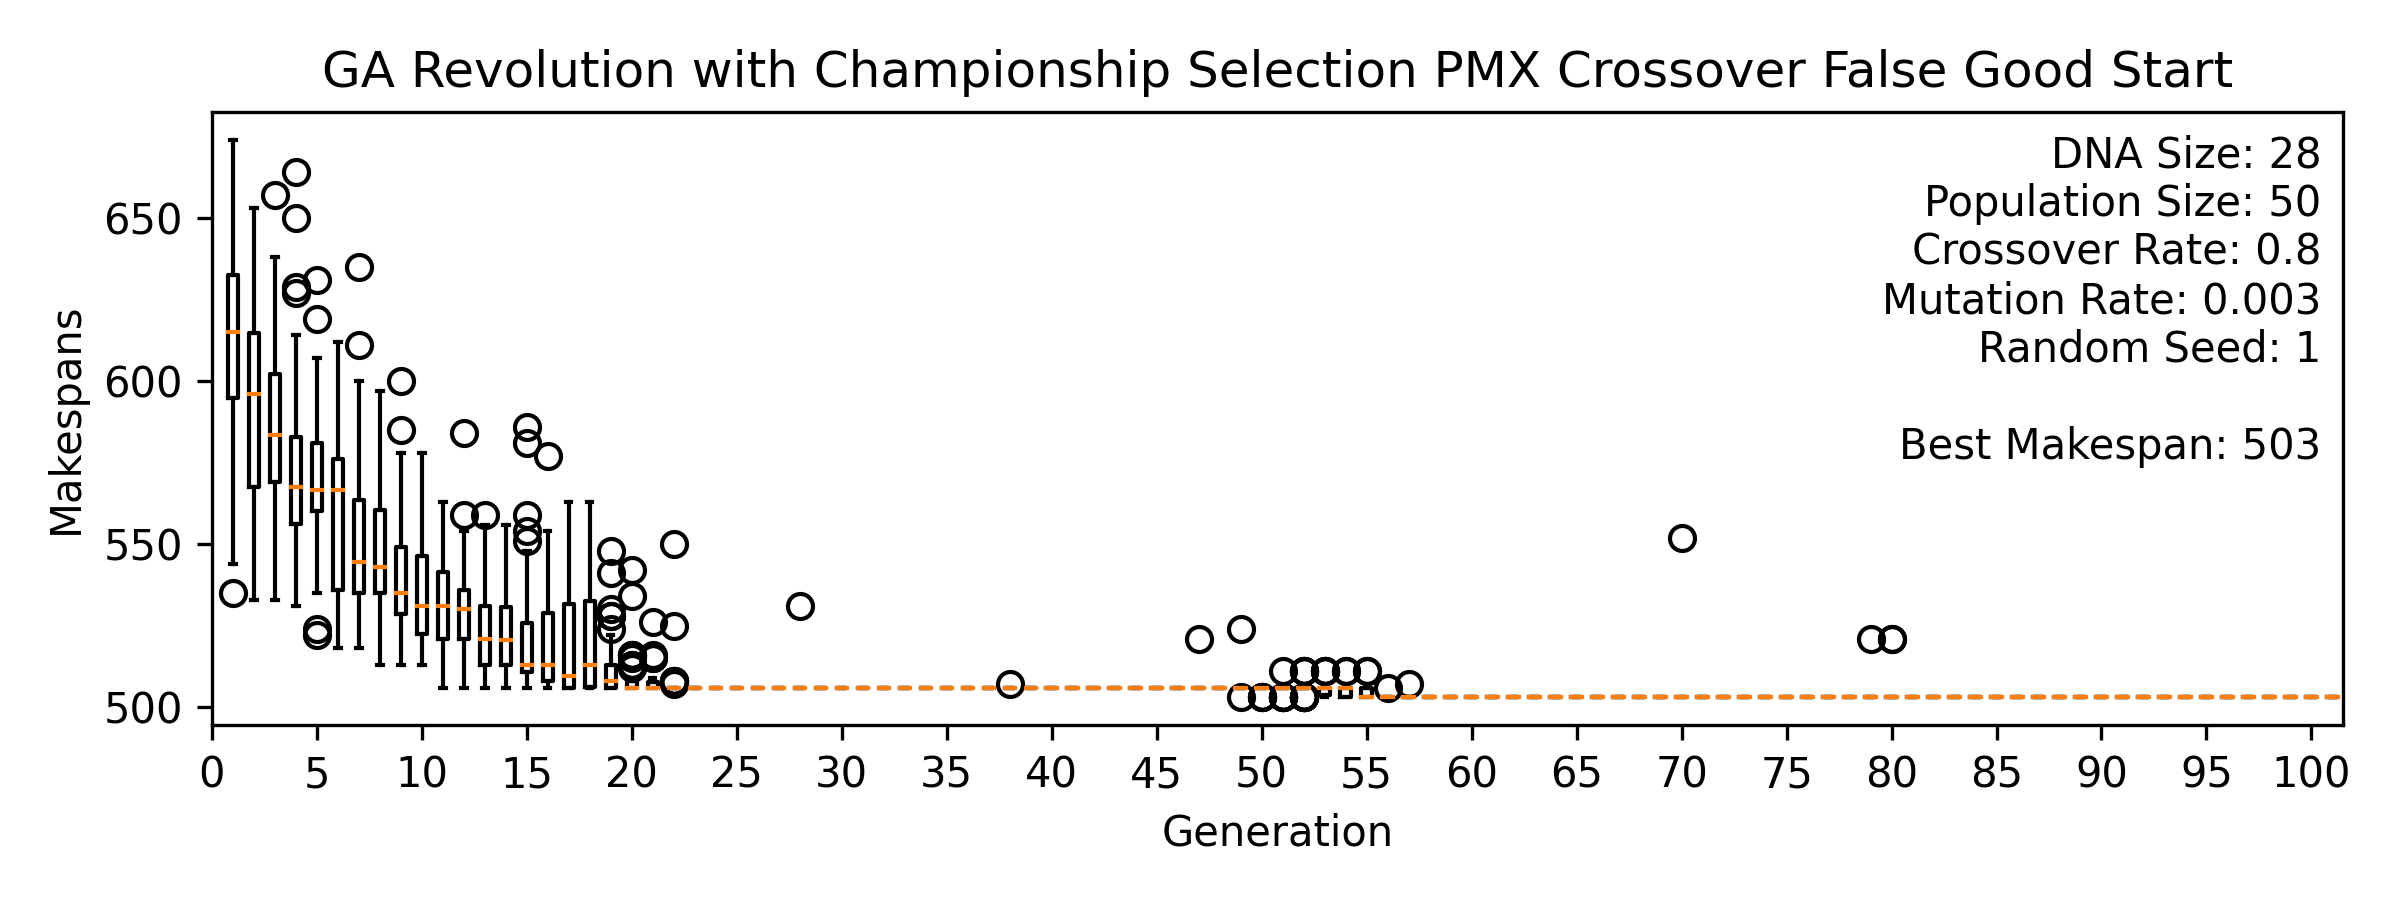 GA Revolution with Championship Selection PMX Crossover False Good Start
DNA Size: 28
Population Size: 50
Crossover Rate: 0.8
Mutation Rate: 0.003
Random Seed: 1
Best Makespan: 503
Makespans
650
600
550
500
0 5 10 15 20 25 30 35 40 45 50 55 60 65 70 75 80 85 90 95 100
Generation